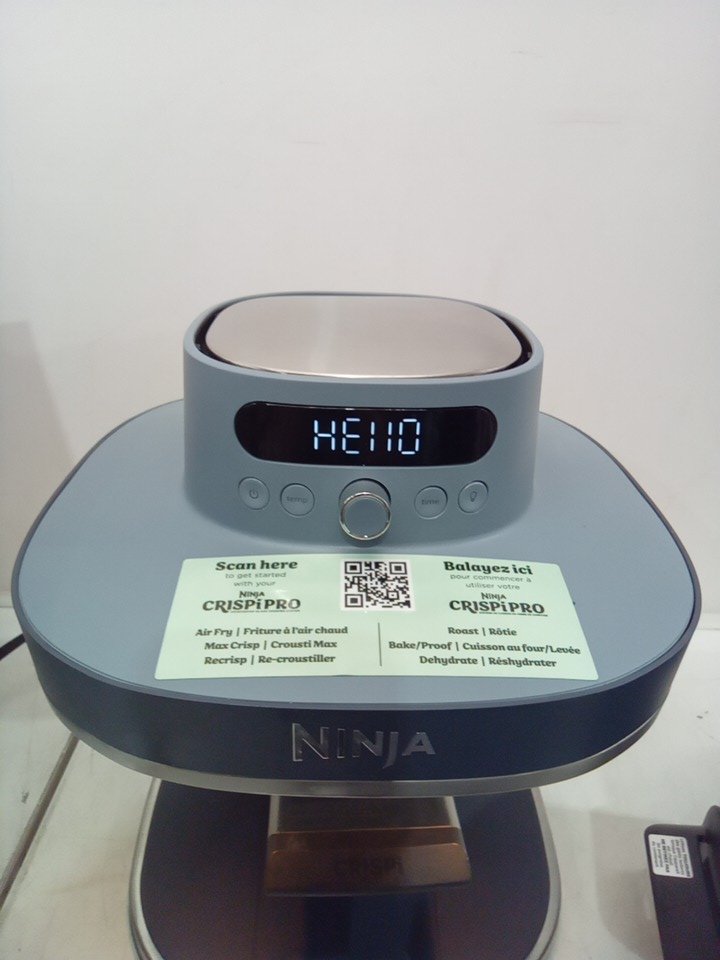 HEllO
temp
time
Scan here
to get started
with your
NINJA
CRISPi PRO
Balayez ici
pour commencer à
utiliser votre
NINJA
CRISPi PRO
Air Fry | Friture à l'air chaud
Max Crisp | Crousti Max
Recrisp | Re-croustiller
Roast | Rôtie
Bake/Proof | Cuisson au four/Levée
Dehydrate | Réshydrater
NINJA